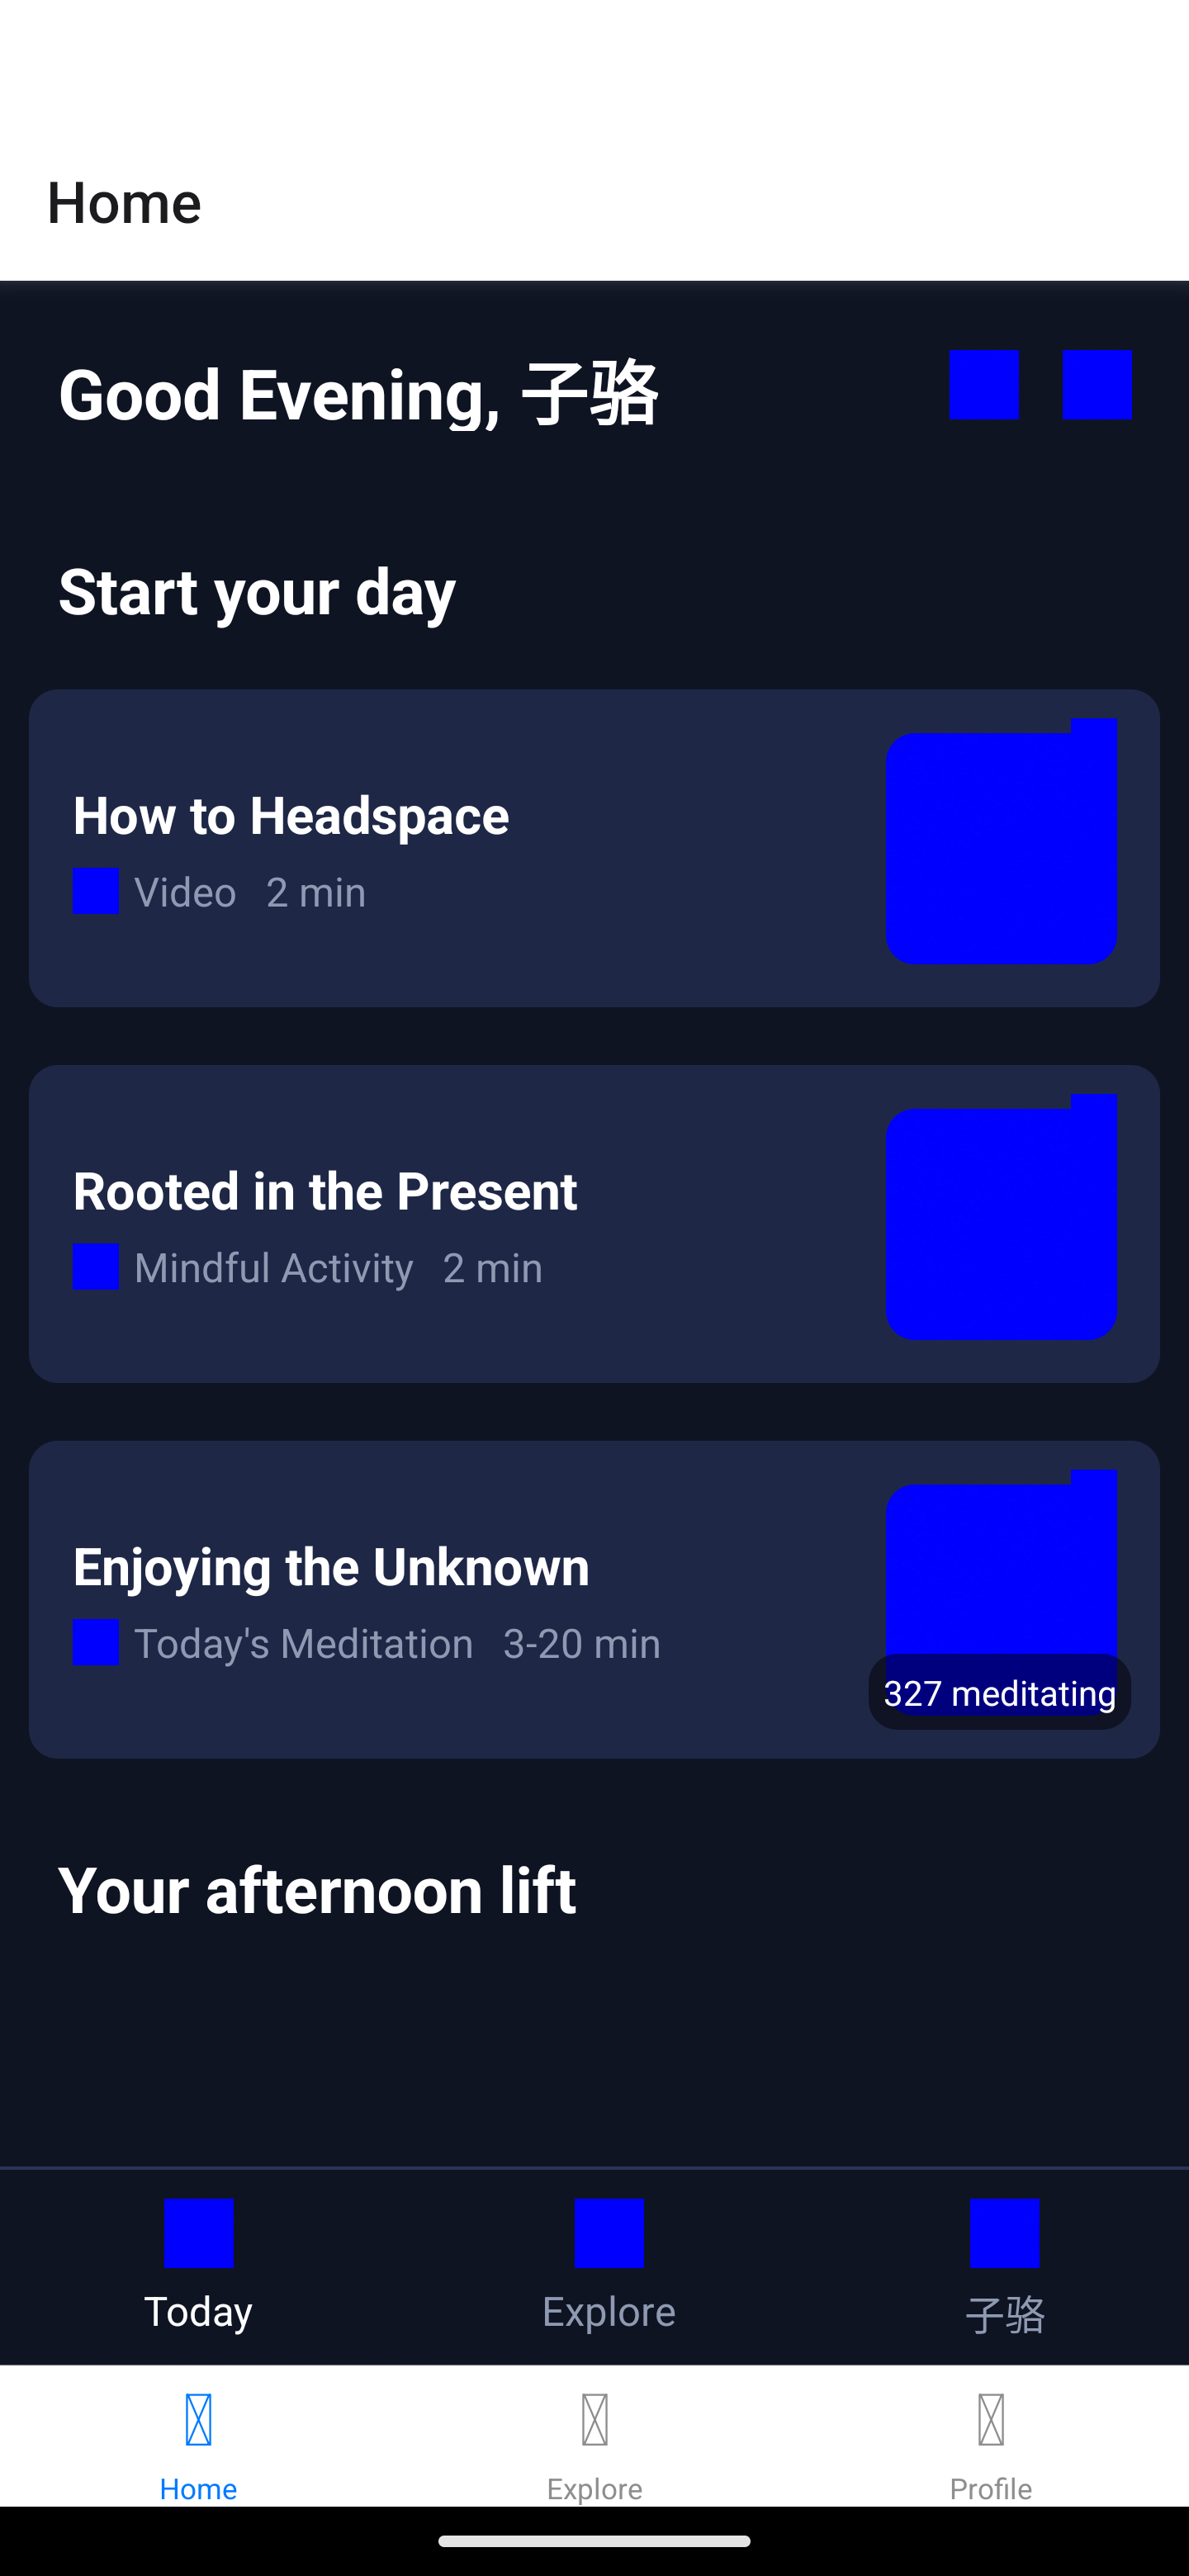 Home
Good Evening, 子骆
Start your day
How to Headspace
Video 2 min
Rooted in the Present
Mindful Activity 2 min
Enjoying the Unknown
Today's Meditation 3-20 min
327 meditating
Your afternoon lift
Today Explore 子骆
Home Explore Profile